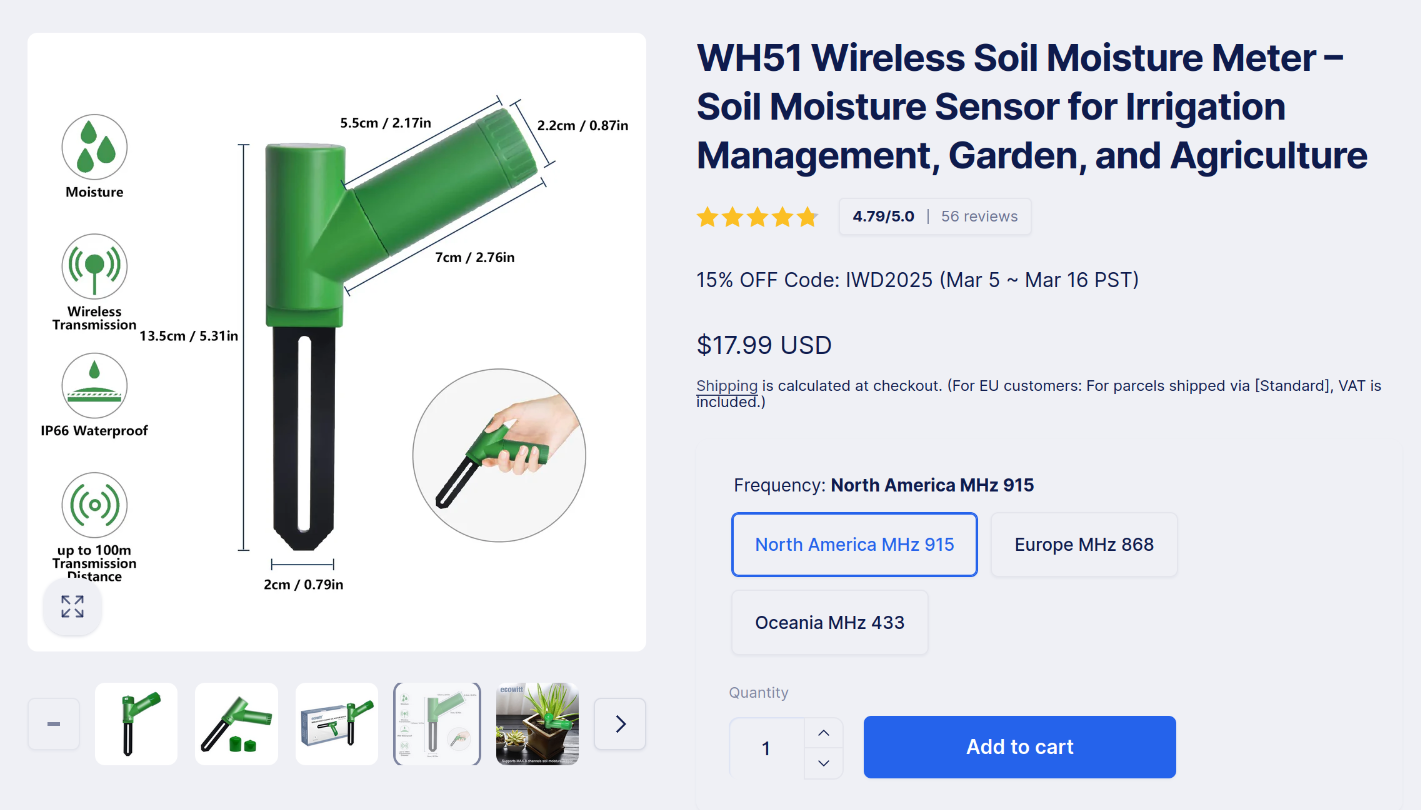 WH51 Wireless Soil Moisture Meter –
Soil Moisture Sensor for Irrigation
Management, Garden, and Agriculture
4.79/5.0 | 56 reviews
15% OFF Code: IWD2025 (Mar 5 ~ Mar 16 PST)
$17.99 USD
Shipping is calculated at checkout. (For EU customers: For parcels shipped via [Standard], VAT is
included.)
Frequency: North America MHz 915
North America MHz 915
Europe MHz 868
Oceania MHz 433
Quantity
1
Add to cart
Moisture
Wireless
Transmission
IP66 Waterproof
up to 100m
Transmission
Distance
5.5cm / 2.17in
2.2cm / 0.87in
7cm / 2.76in
13.5cm / 5.31in
2cm / 0.79in
ecowitt